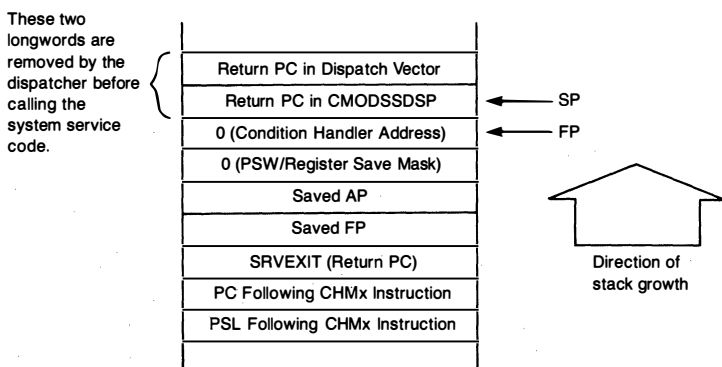 These two
longwords are
removed by the
dispatcher before
calling the
system service
code.
Return PC in Dispatch Vector
Return PC in CMODSSDSP
SP
0 (Condition Handler Address)
FP
0 (PSW/Register Save Mask)
Saved AP
Saved FP
SRVEXIT (Return PC)
PC Following CHMx Instruction
PSL Following CHMx Instruction
Direction of
stack growth